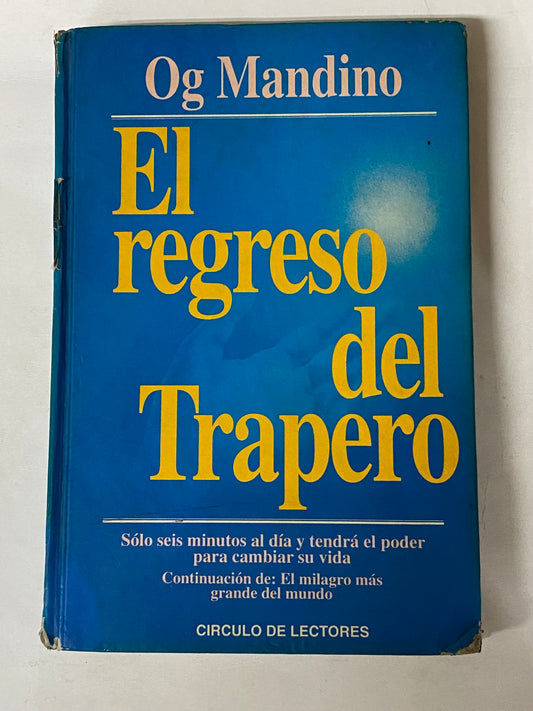 Og Mandino
El
regreso
del
Trapero
Sólo seis minutos al día y tendrá el poder
para cambiar su vida
Continuación de: El milagro más
grande del mundo
CIRCULO DE LECTORES